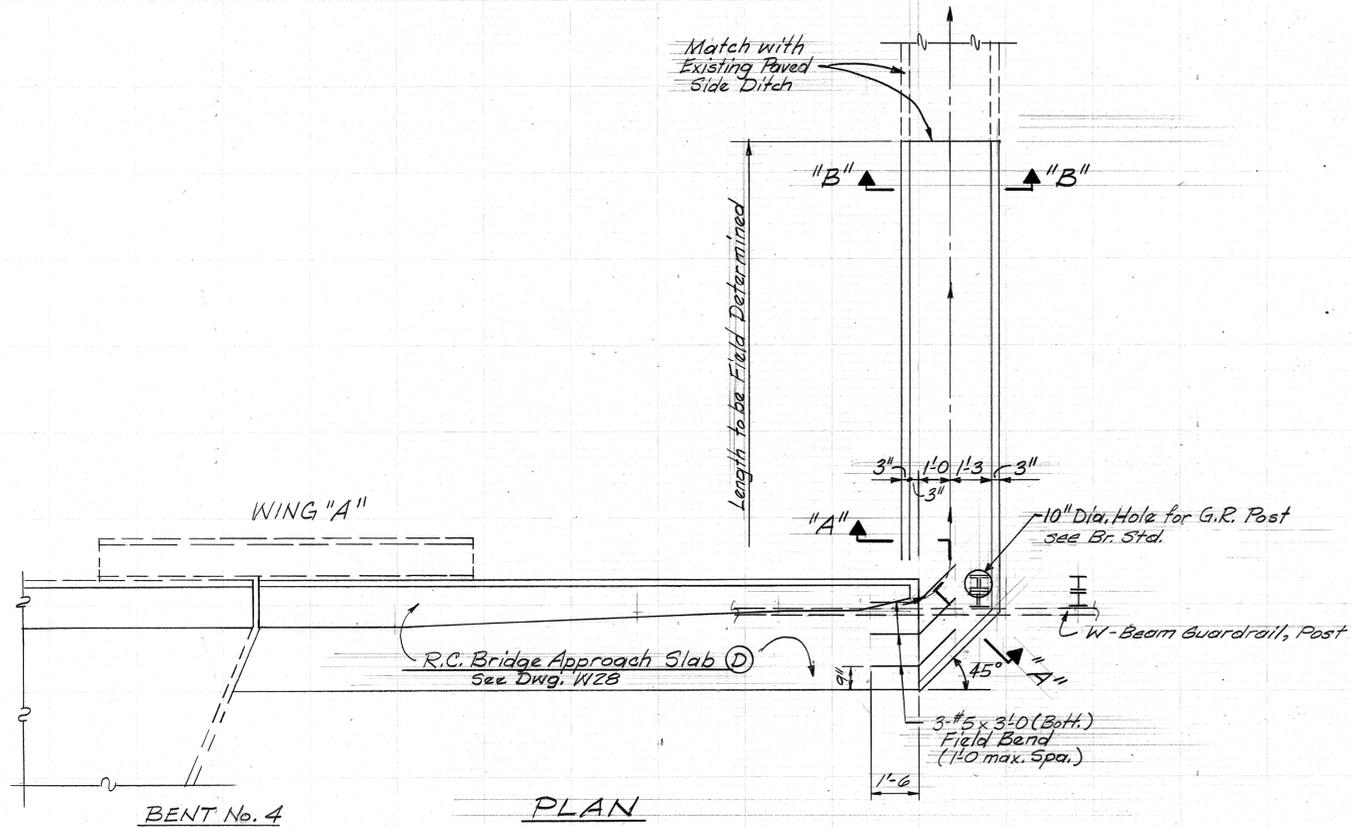 Match with
Existing Paved
Side Ditch
"B"
"B"
Length to be Field Determined
3"
1'-0
1'-3
3"
3"
WING "A"
"A"
10" Dia. Hole for G.R. Post
see Br. Std.
W-Beam Guardrail, Post
R.C. Bridge Approach Slab D
See Dwg. W28
9"
45°
"A"
3-#5 x 3'-0 (Bott.)
Field Bend
(1'-0 max. Spa.)
1'-6
BENT No. 4
PLAN